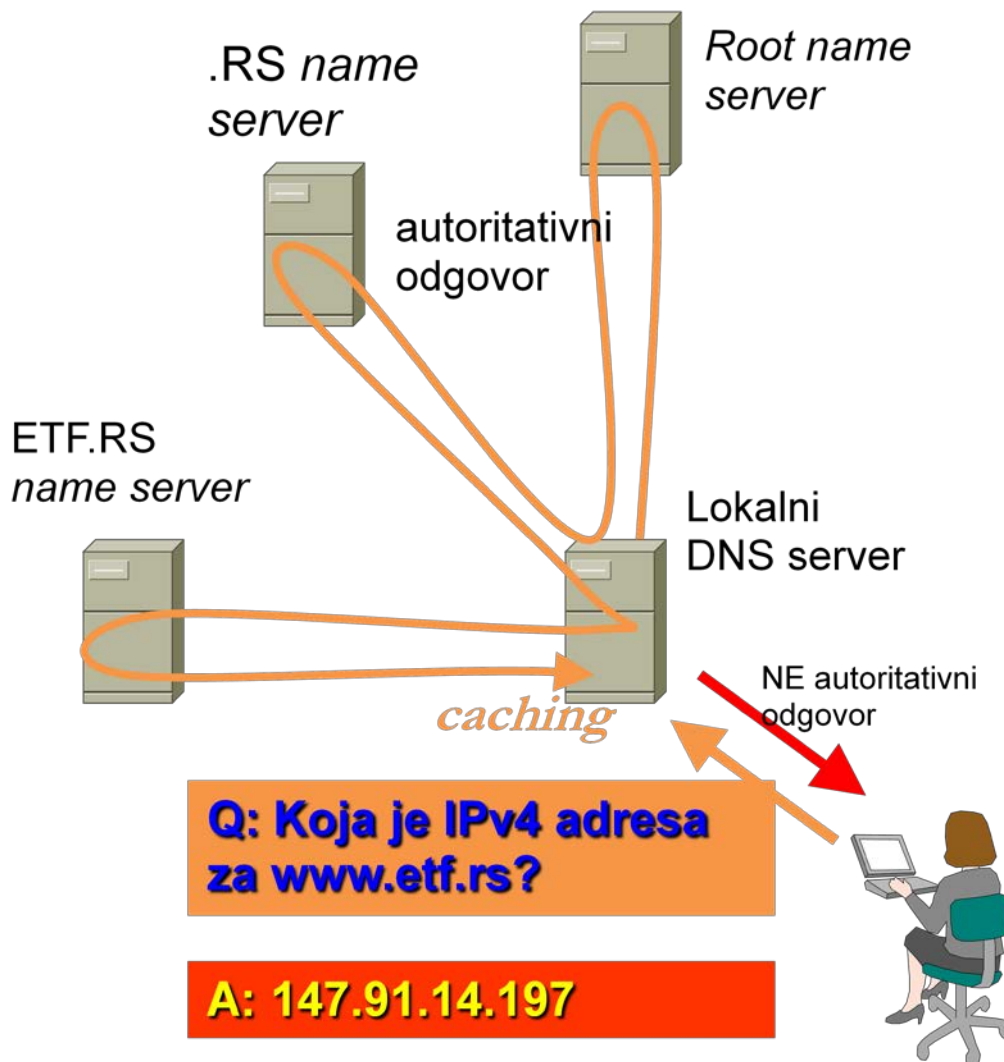 .RS name
server
Root name
server
autoritativni
odgovor
ETF.RS
name server
Lokalni
DNS server
NE autoritativni
odgovor
caching
Q: Koja je IPv4 adresa
za www.etf.rs?
A: 147.91.14.197